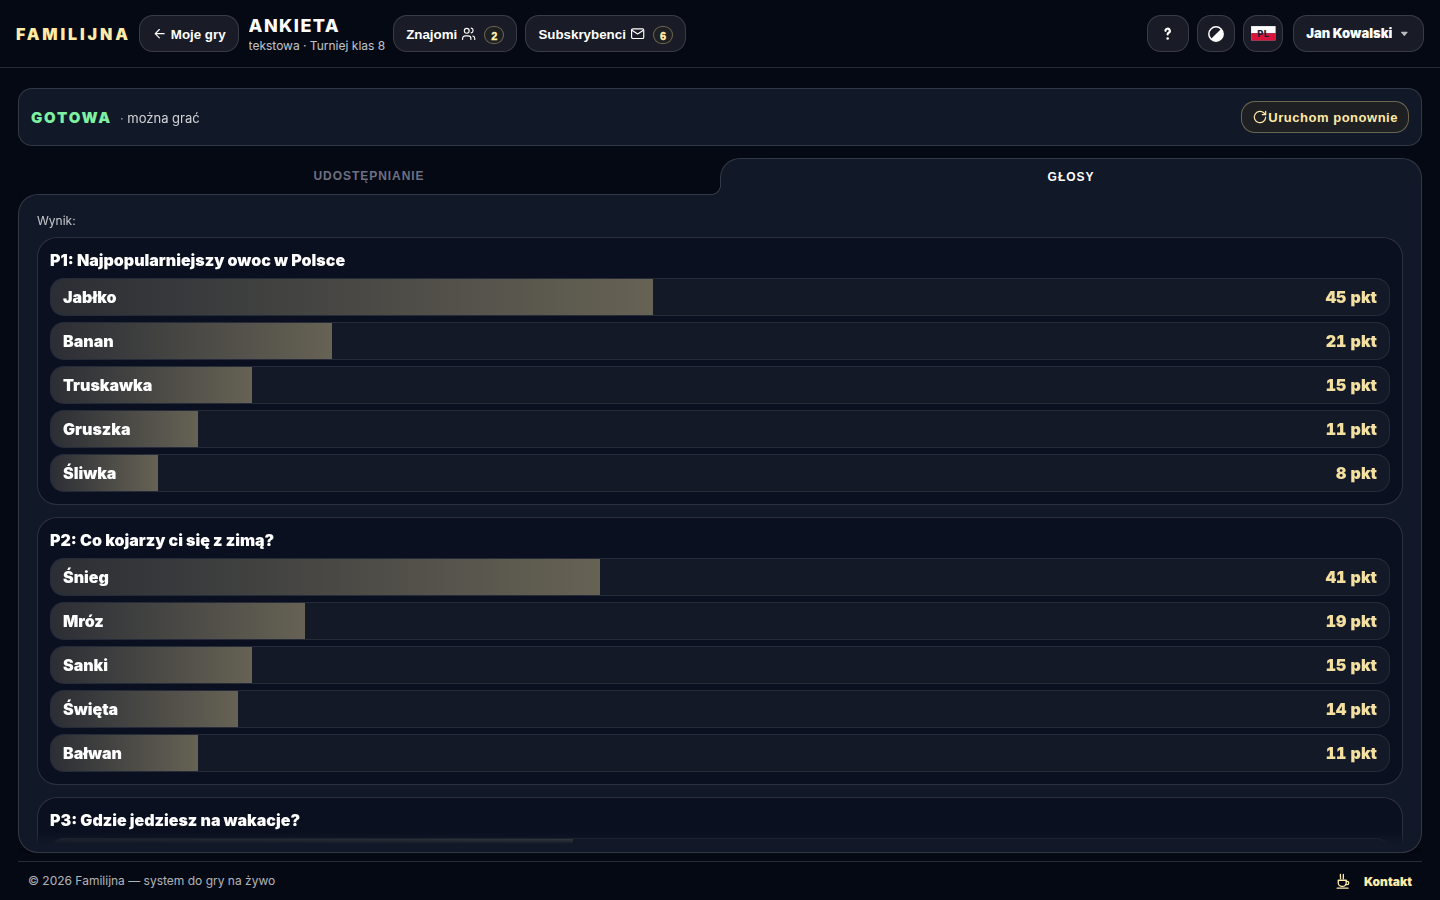 FAMILIJNA
Moje gry
ANKIETA
tekstowa · Turniej klas 8
Znajomi 2
Subskrybenci 6
?
PL
Jan Kowalski
GOTOWA · można grać
Uruchom ponownie
UDOSTĘPNIANIE
GŁOSY
Wynik:
P1: Najpopularniejszy owoc w Polsce
Jabłko 45 pkt
Banan 21 pkt
Truskawka 15 pkt
Gruszka 11 pkt
Śliwka 8 pkt
P2: Co kojarzy ci się z zimą?
Śnieg 41 pkt
Mróz 19 pkt
Sanki 15 pkt
Święta 14 pkt
Bałwan 11 pkt
P3: Gdzie jedziesz na wakacje?
© 2026 Familijna — system do gry na żywo
Kontakt